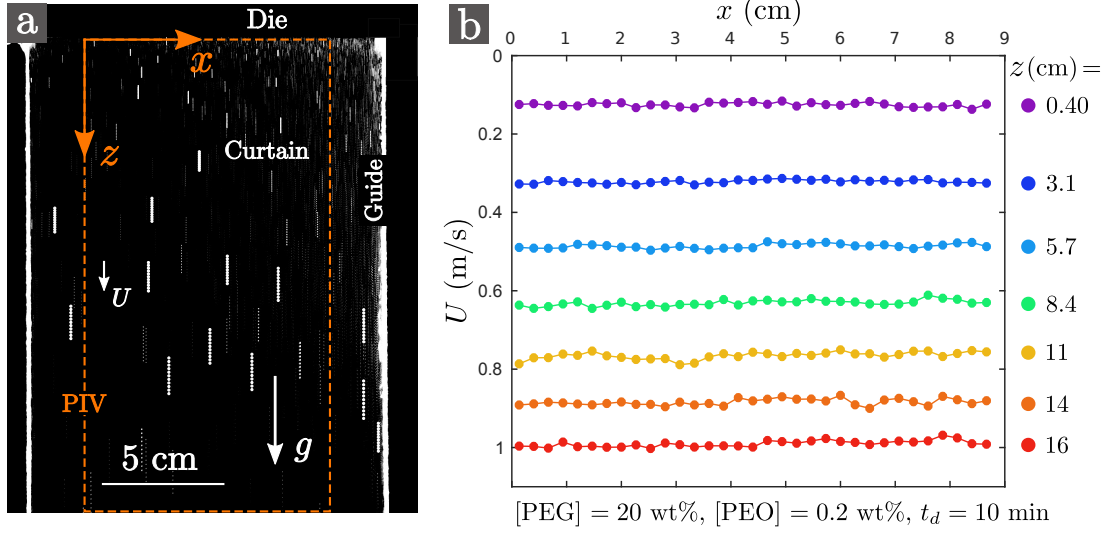 a
Die
x
z
Curtain
Guide
U
PIV
5 cm
g
b
x (cm)
0 1 2 3 4 5 6 7 8 9
0
0.2
0.4
0.6
0.8
1
U (m/s)
z(cm) =
0.40
3.1
5.7
8.4
11
14
16
[PEG] = 20 wt%, [PEO] = 0.2 wt%, t_d = 10 min